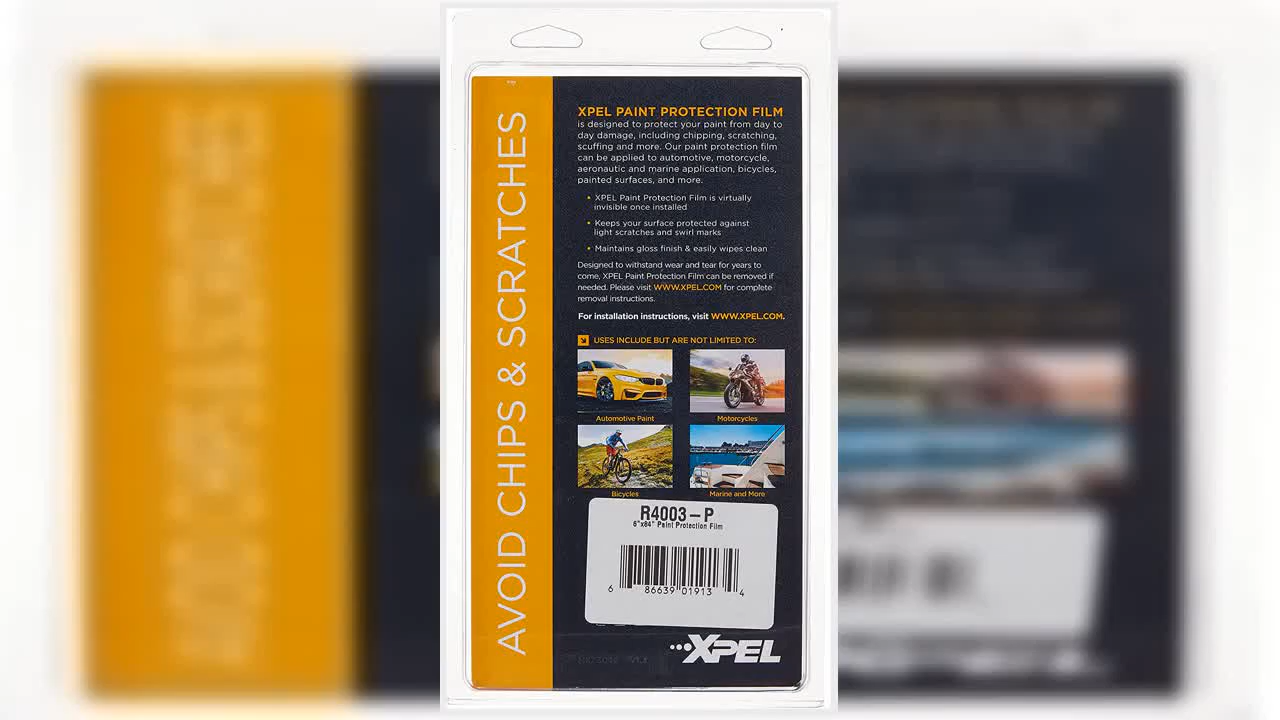 AVOID CHIPS & SCRATCHES
XPEL PAINT PROTECTION FILM
is designed to protect your paint from day to
day damage, including chipping, scratching,
scuffing and more. Our paint protection film
can be applied to automotive, motorcycle,
aeronautic and marine application, bicycles,
painted surfaces, and more.
• XPEL Paint Protection Film is virtually
invisible once installed
• Keeps your surface protected against
light scratches and swirl marks
• Maintains gloss finish & easily wipes clean
Designed to withstand wear and tear for years to
come, XPEL Paint Protection Film can be removed if
needed. Please visit WWW.XPEL.COM for complete
removal instructions.
For installation instructions, visit WWW.XPEL.COM.
USES INCLUDE BUT ARE NOT LIMITED TO:
Automotive Paint
Motorcycles
Bicycles
Marine and More
R4003-P
6"x84" Paint Protection Film
6 86639 01913 4
XPEL